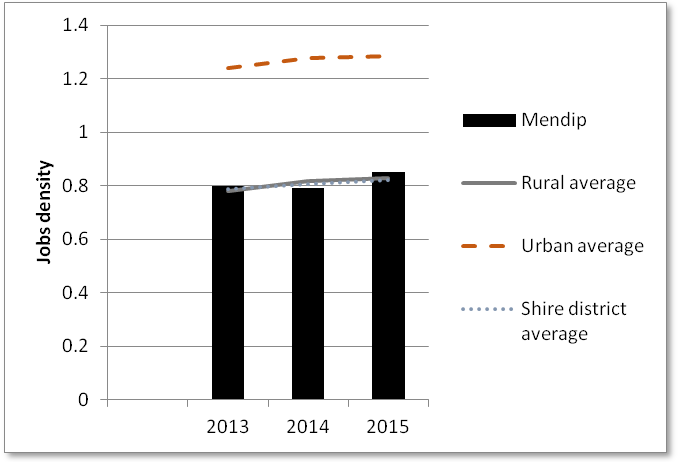 1.4
1.2
1
0.8
0.6
0.4
0.2
0
Jobs density
2013
2014
2015
Mendip
Rural average
Urban average
Shire district
average